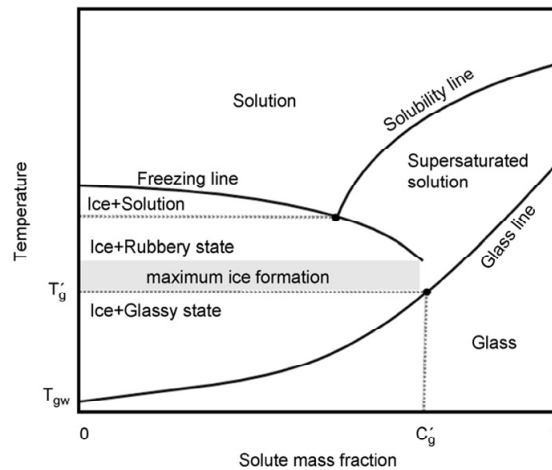 Solution
Solubility line
Freezing line
Supersaturated
solution
Ice+Solution
Glass line
Temperature
Ice+Rubbery state
maximum ice formation
T′g
Ice+Glassy state
Glass
Tgw
0
C′g
Solute mass fraction